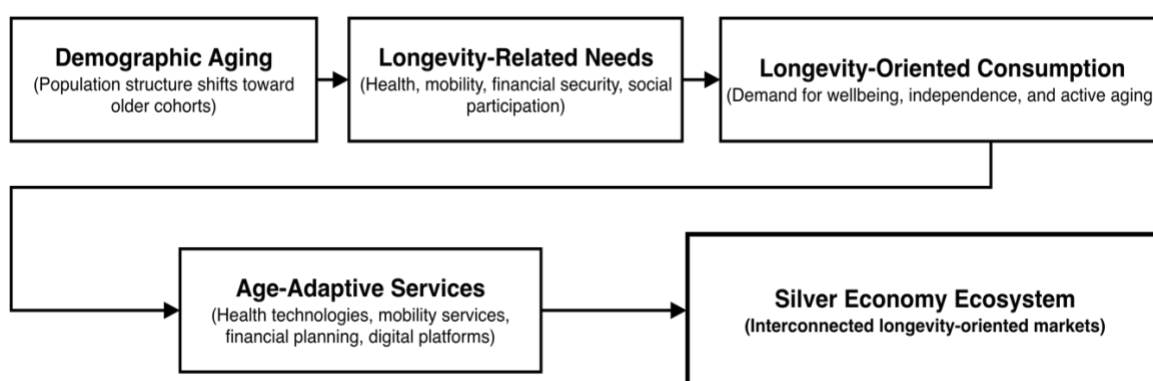 Demographic Aging
(Population structure shifts toward
older cohorts)
Longevity-Related Needs
(Health, mobility, financial security, social
participation)
Longevity-Oriented Consumption
(Demand for wellbeing, independence, and active aging
Age-Adaptive Services
(Health technologies, mobility services,
financial planning, digital platforms)
Silver Economy Ecosystem
(Interconnected longevity-oriented markets)